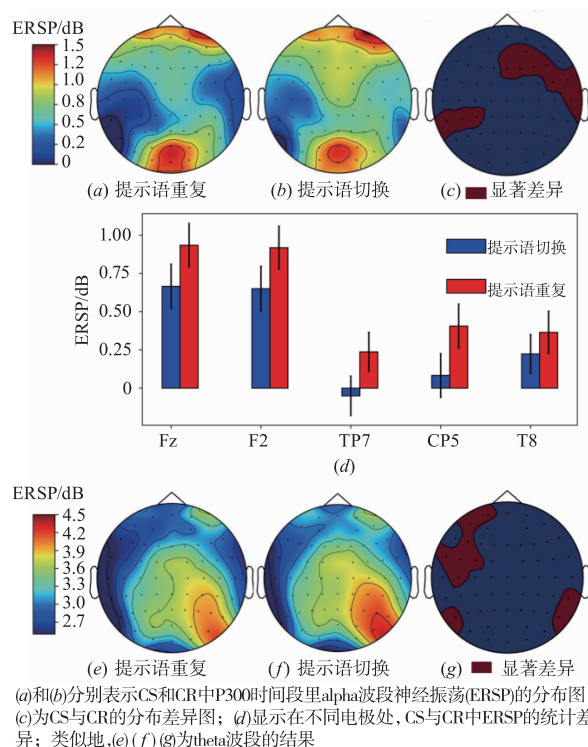 ERSP/dB
1.5
1.2
1.0
0.8
0.5
0.2
0
(a) 提示语重复
(b) 提示语切换
(c) 显著差异
ERSP/dB
1.00
0.75
0.50
0.25
0
提示语切换
提示语重复
Fz
F2
TP7
CP5
T8
(d)
ERSP/dB
4.5
4.2
3.9
3.6
3.3
3.0
2.7
(e) 提示语重复
(f) 提示语切换
(g) 显著差异
(a)和(b)分别表示CS和CR中P300时间段里alpha波段神经振荡(ERSP)的分布图
(c)为CS与CR的分布差异图；(d)显示在不同电极处，CS与CR中ERSP的统计差
异；类似地,(e)(f)(g)为theta波段的结果